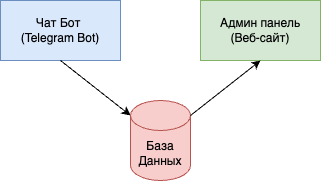 Чат Бот
(Telegram Bot)
Админ панель
(Веб-сайт)
База
Данных